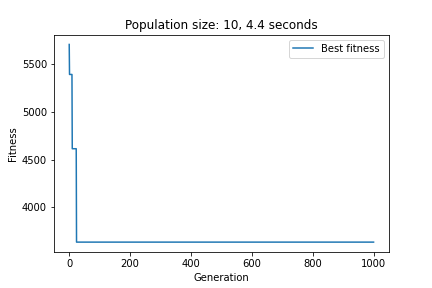 Population size: 10, 4.4 seconds
Best fitness
5500
5000
4500
4000
Fitness
0 200 400 600 800 1000
Generation